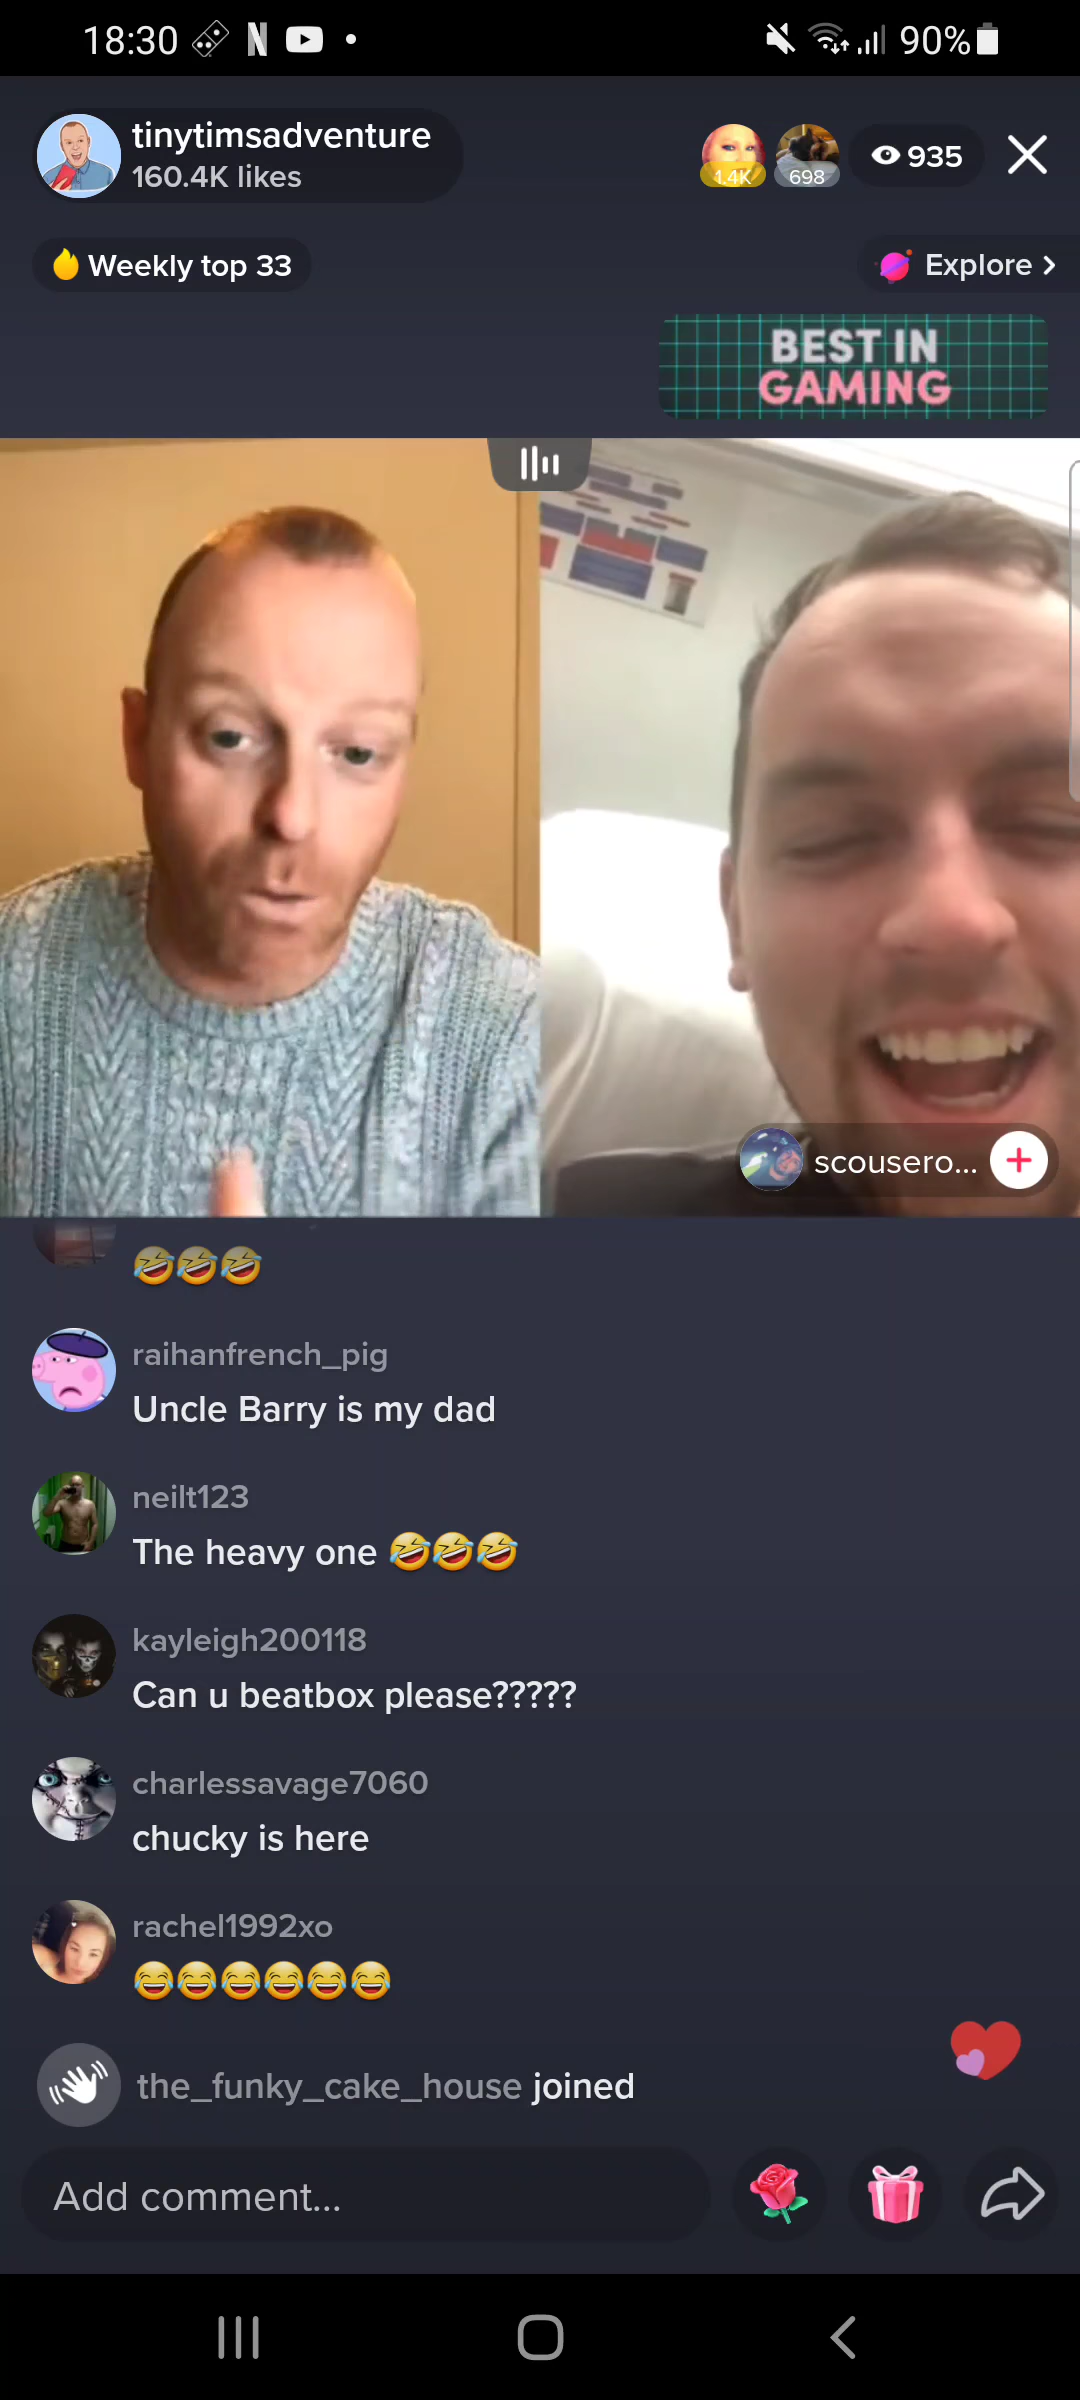 18:30
90%
tinytimsadventure
160.4K likes
1.4K
698
935
Weekly top 33
Explore
BEST IN
GAMING
scousero...
🤣🤣🤣
raihanfrench_pig
Uncle Barry is my dad
neilt123
The heavy one 🤣🤣🤣
kayleigh200118
Can u beatbox please?????
charlessavage7060
chucky is here
rachel1992xo
😂😂😂😂😂😂
the_funky_cake_house joined
Add comment...